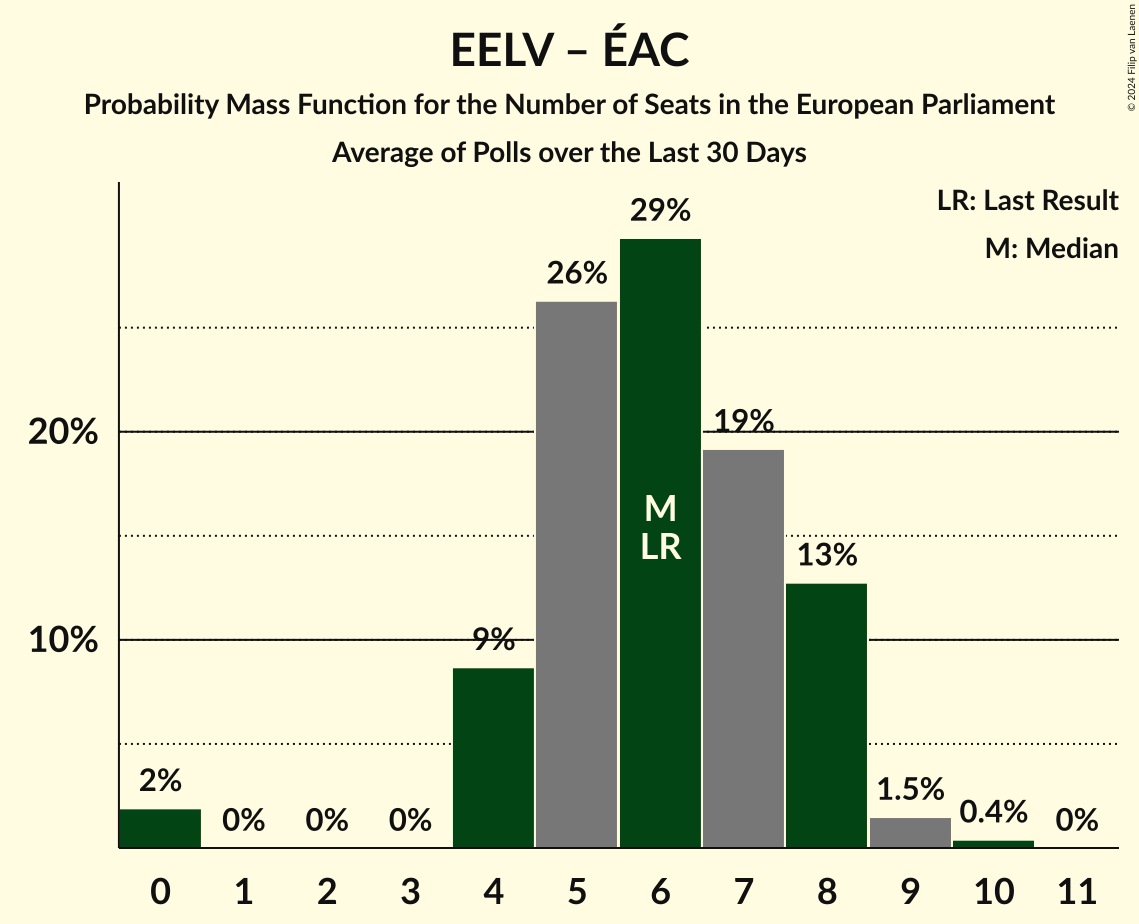 EELV – ÉAC
Probability Mass Function for the Number of Seats in the European Parliament
Average of Polls over the Last 30 Days
© 2024 Filip van Laenen
LR: Last Result
M: Median
29%
26%
20%
19%
M
LR
13%
10%
9%
2%
0%
0%
0%
1.5%
0.4%
0%
0 1 2 3 4 5 6 7 8 9 10 11